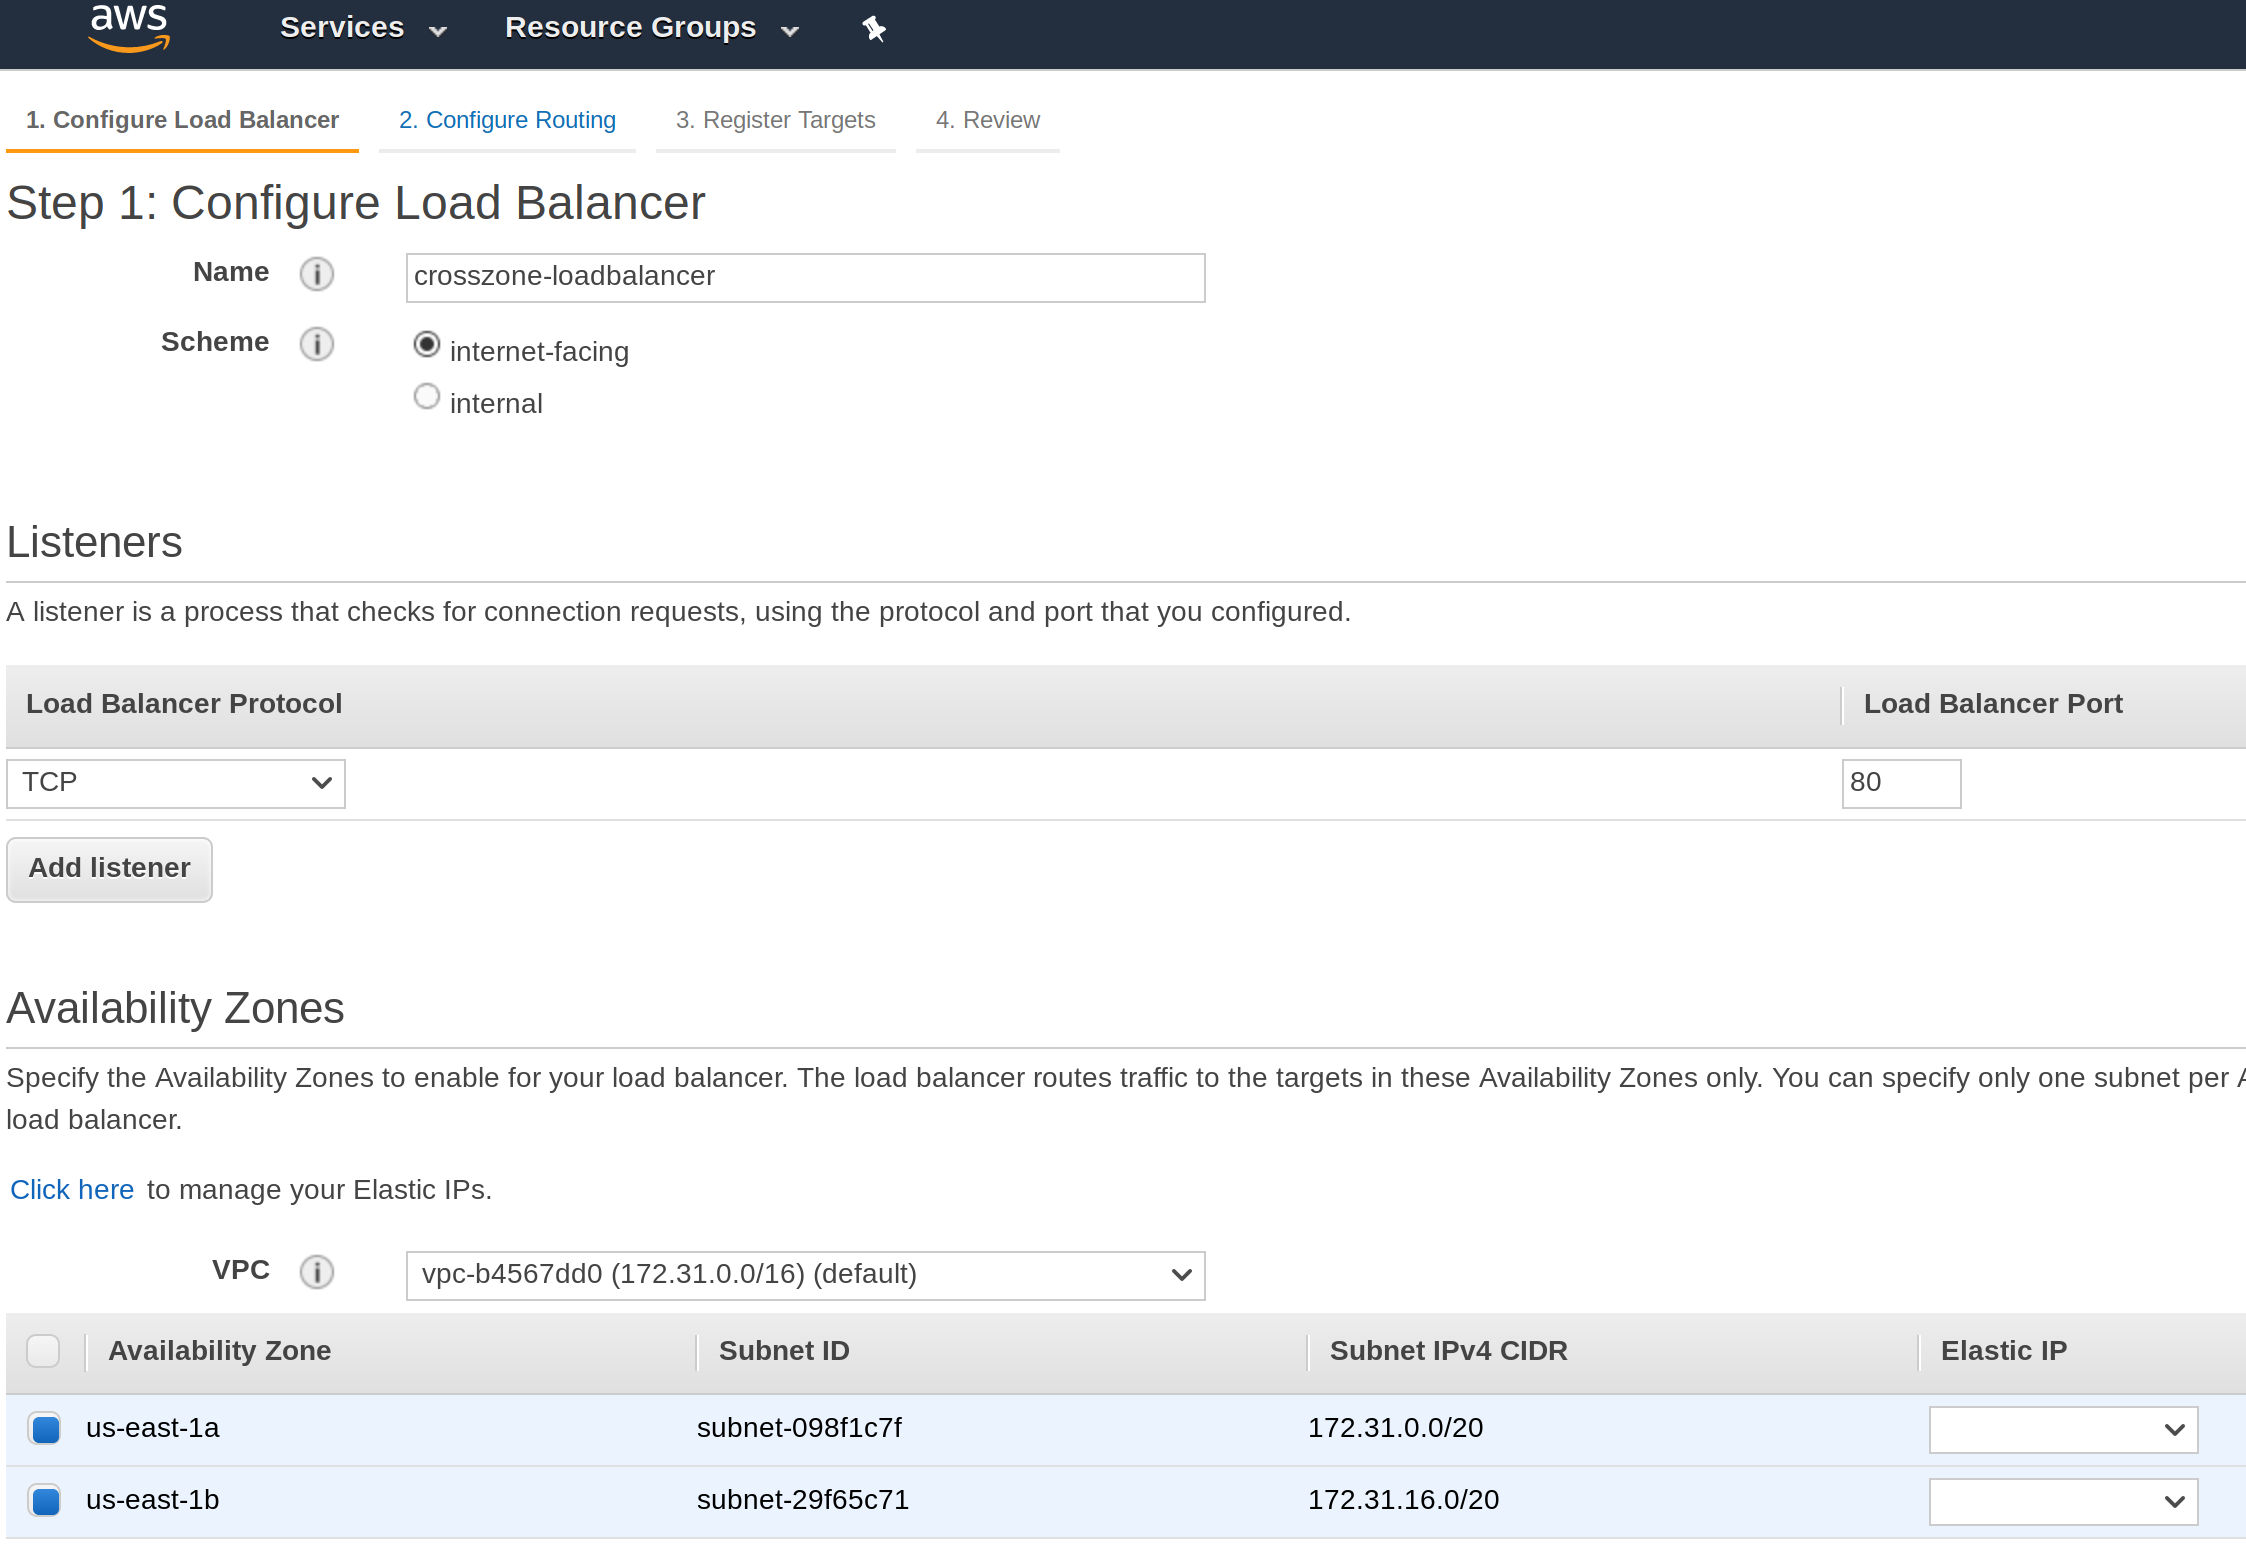 aws Services Resource Groups
1. Configure Load Balancer 2. Configure Routing 3. Register Targets 4. Review
Step 1: Configure Load Balancer
Name i crosszone-loadbalancer
Scheme i internet-facing
internal
Listeners
A listener is a process that checks for connection requests, using the protocol and port that you configured.
Load Balancer Protocol Load Balancer Port
TCP 80
Add listener
Availability Zones
Specify the Availability Zones to enable for your load balancer. The load balancer routes traffic to the targets in these Availability Zones only. You can specify only one subnet per
load balancer.
Click here to manage your Elastic IPs.
VPC i vpc-b4567dd0 (172.31.0.0/16) (default)
Availability Zone Subnet ID Subnet IPv4 CIDR Elastic IP
us-east-1a subnet-098f1c7f 172.31.0.0/20
us-east-1b subnet-29f65c71 172.31.16.0/20